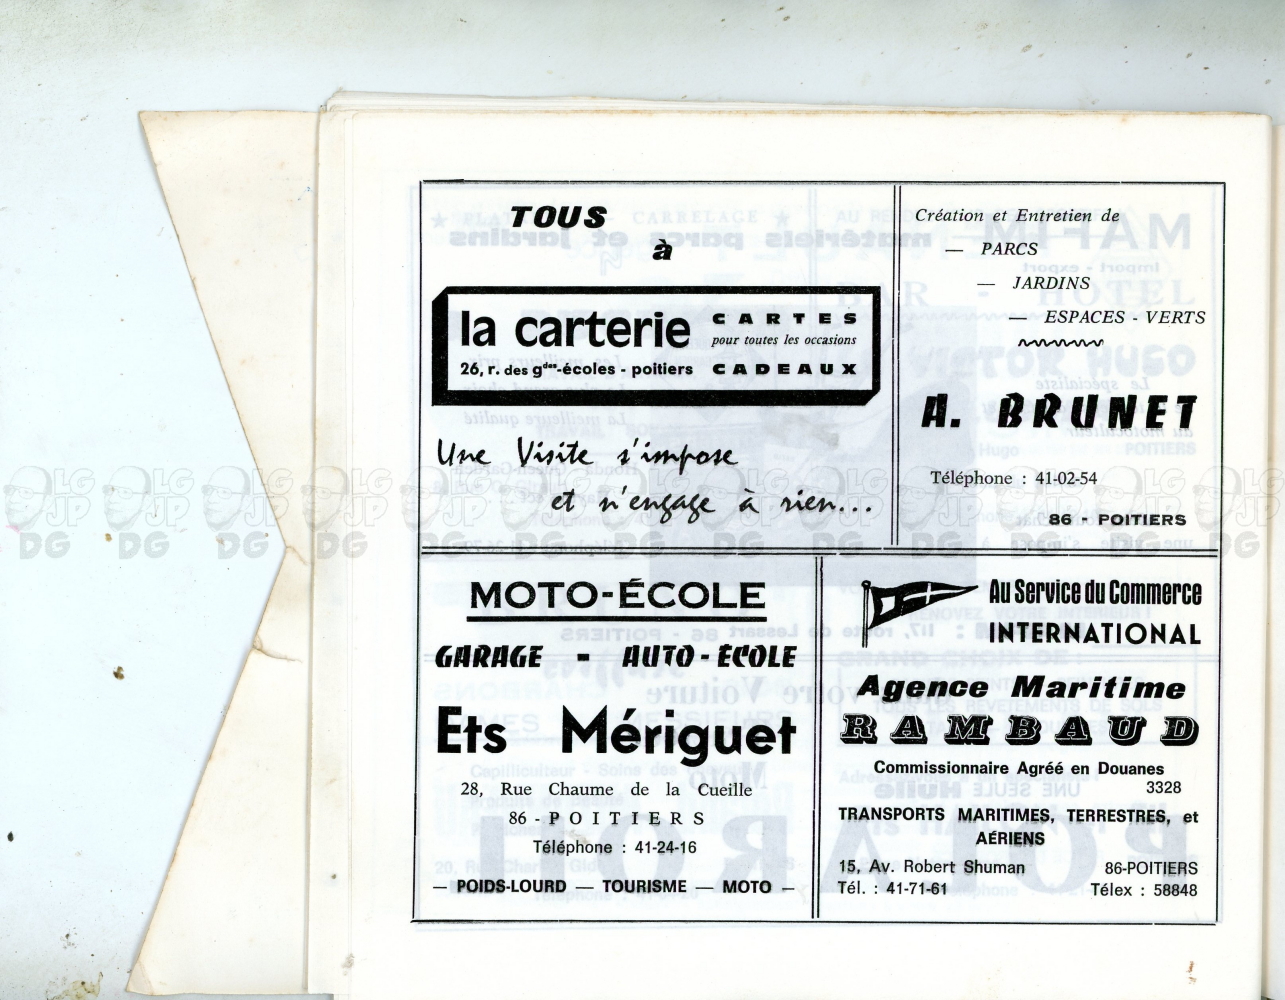 TOUS
à
la carterie
26, r. des gdes-écoles - poitiers
CARTES
pour toutes les occasions
CADEAUX
Une Visite s'impose
et n'engage à rien...
Création et Entretien de
— PARCS
— JARDINS
— ESPACES - VERTS
A. BRUNET
Téléphone : 41-02-54
86 - POITIERS
MOTO-ÉCOLE
GARAGE - AUTO-ÉCOLE
Ets Mériguet
28, Rue Chaume de la Cueille
86 - POITIERS
Téléphone : 41-24-16
— POIDS-LOURD — TOURISME — MOTO —
Au Service du Commerce
INTERNATIONAL
Agence Maritime
RAMBAUD
Commissionnaire Agréé en Douanes
3328
TRANSPORTS MARITIMES, TERRESTRES, et
AÉRIENS
15, Av. Robert Shuman 86-POITIERS
Tél. : 41-71-61 Télex : 58848